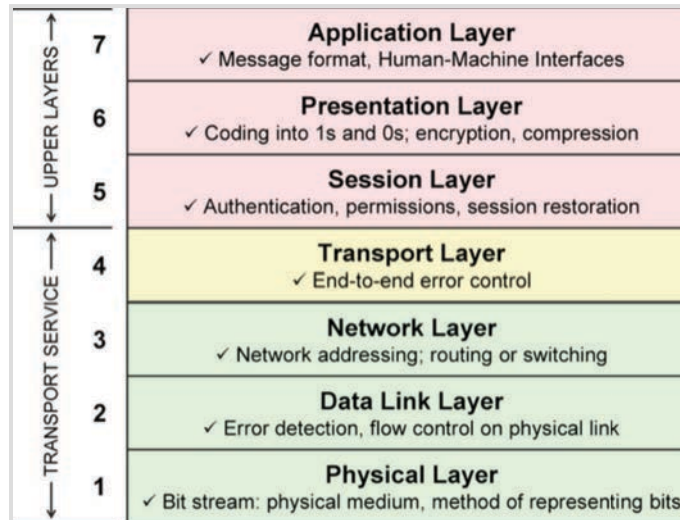 UPPER LAYERS
7
Application Layer
✓ Message format, Human-Machine Interfaces
6
Presentation Layer
✓ Coding into 1s and 0s; encryption, compression
5
Session Layer
✓ Authentication, permissions, session restoration
TRANSPORT SERVICE
4
Transport Layer
✓ End-to-end error control
3
Network Layer
✓ Network addressing; routing or switching
2
Data Link Layer
✓ Error detection, flow control on physical link
1
Physical Layer
✓ Bit stream: physical medium, method of representing bits